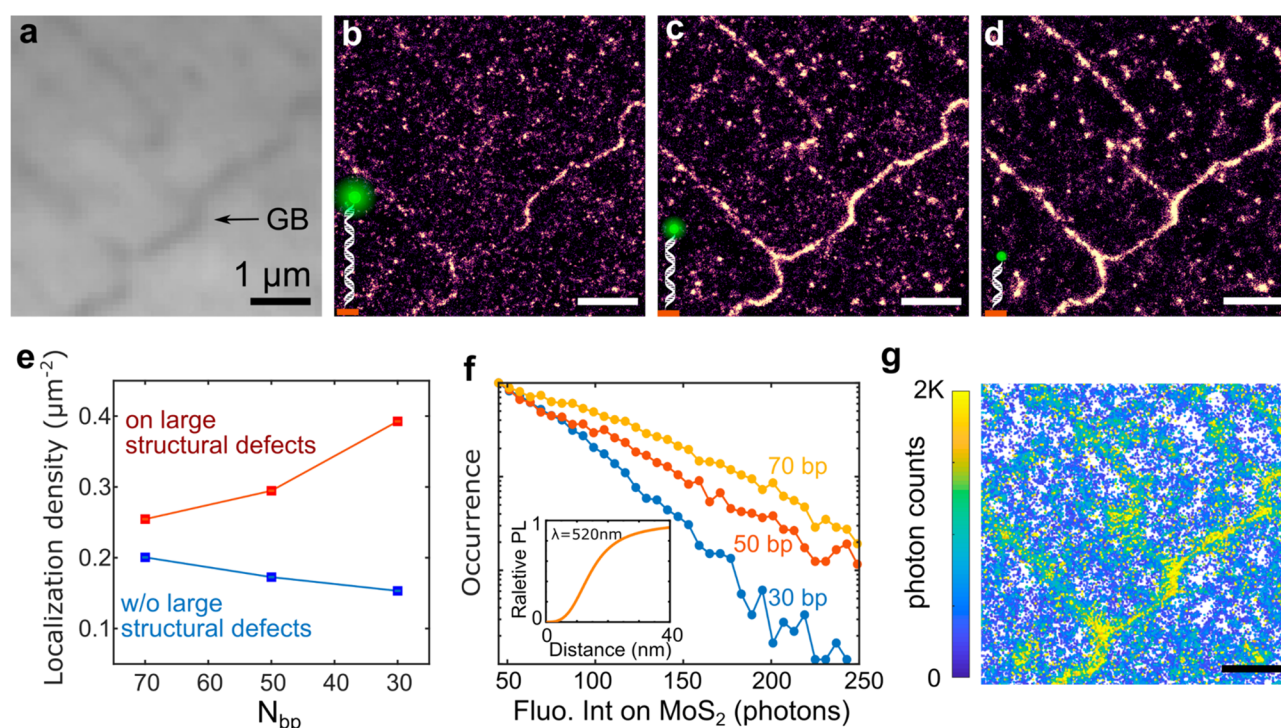 a
GB
1 μm
b
c
d
e
Localization density (μm⁻²)
0.4
0.3
0.2
0.1
on large
structural defects
w/o large
structural defects
70
60
50
40
30
N_bp
f
Occurrence
70 bp
50 bp
30 bp
1
λ=520nm
Raletive PL
0
0
40
Distance (nm)
50
100
150
200
250
Fluo. Int on MoS₂ (photons)
g
2K
photon counts
0